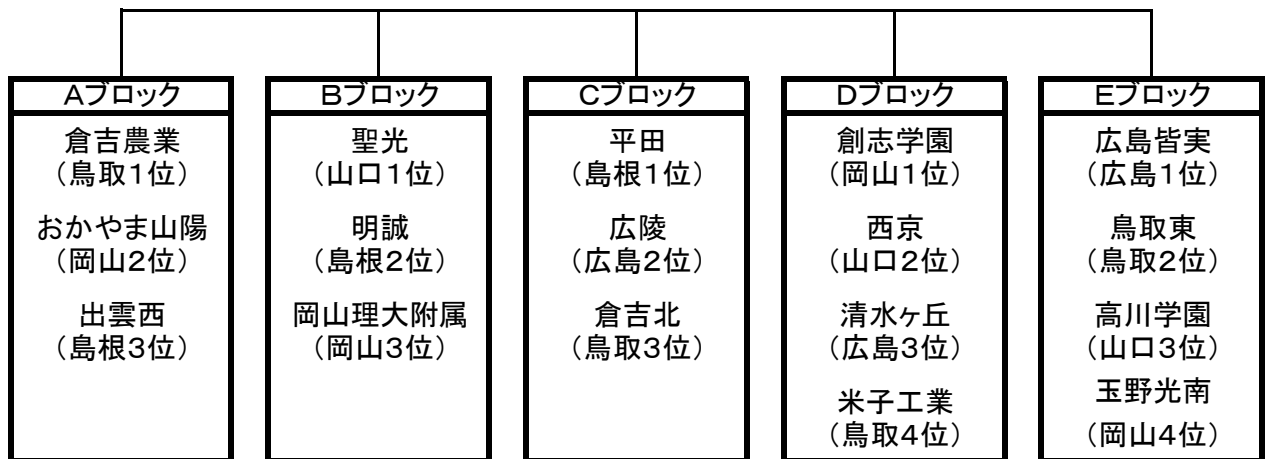 Aブロック
倉吉農業
(鳥取1位)
おかやま山陽
(岡山2位)
出雲西
(島根3位)
Bブロック
聖光
(山口1位)
明誠
(島根2位)
岡山理大附属
(岡山3位)
Cブロック
平田
(島根1位)
広陵
(広島2位)
倉吉北
(鳥取3位)
Dブロック
創志学園
(岡山1位)
西京
(山口2位)
清水ヶ丘
(広島3位)
米子工業
(鳥取4位)
Eブロック
広島皆実
(広島1位)
鳥取東
(鳥取2位)
高川学園
(山口3位)
玉野光南
(岡山4位)